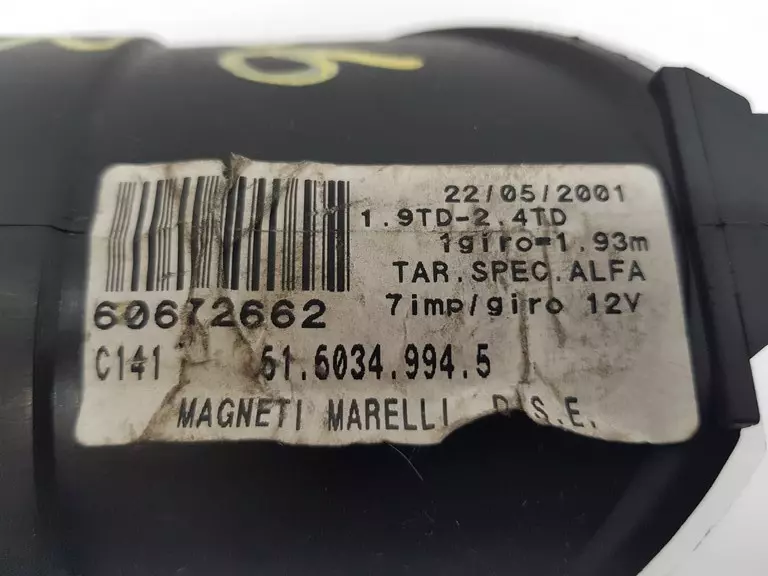 22/05/2001
1.9TD-2.4TD
1giro=1.93m
TAR.SPEC.ALFA
60672662
7imp/giro 12V
C141 51.6034.994.5
MAGNETI MARELLI D.S.E.